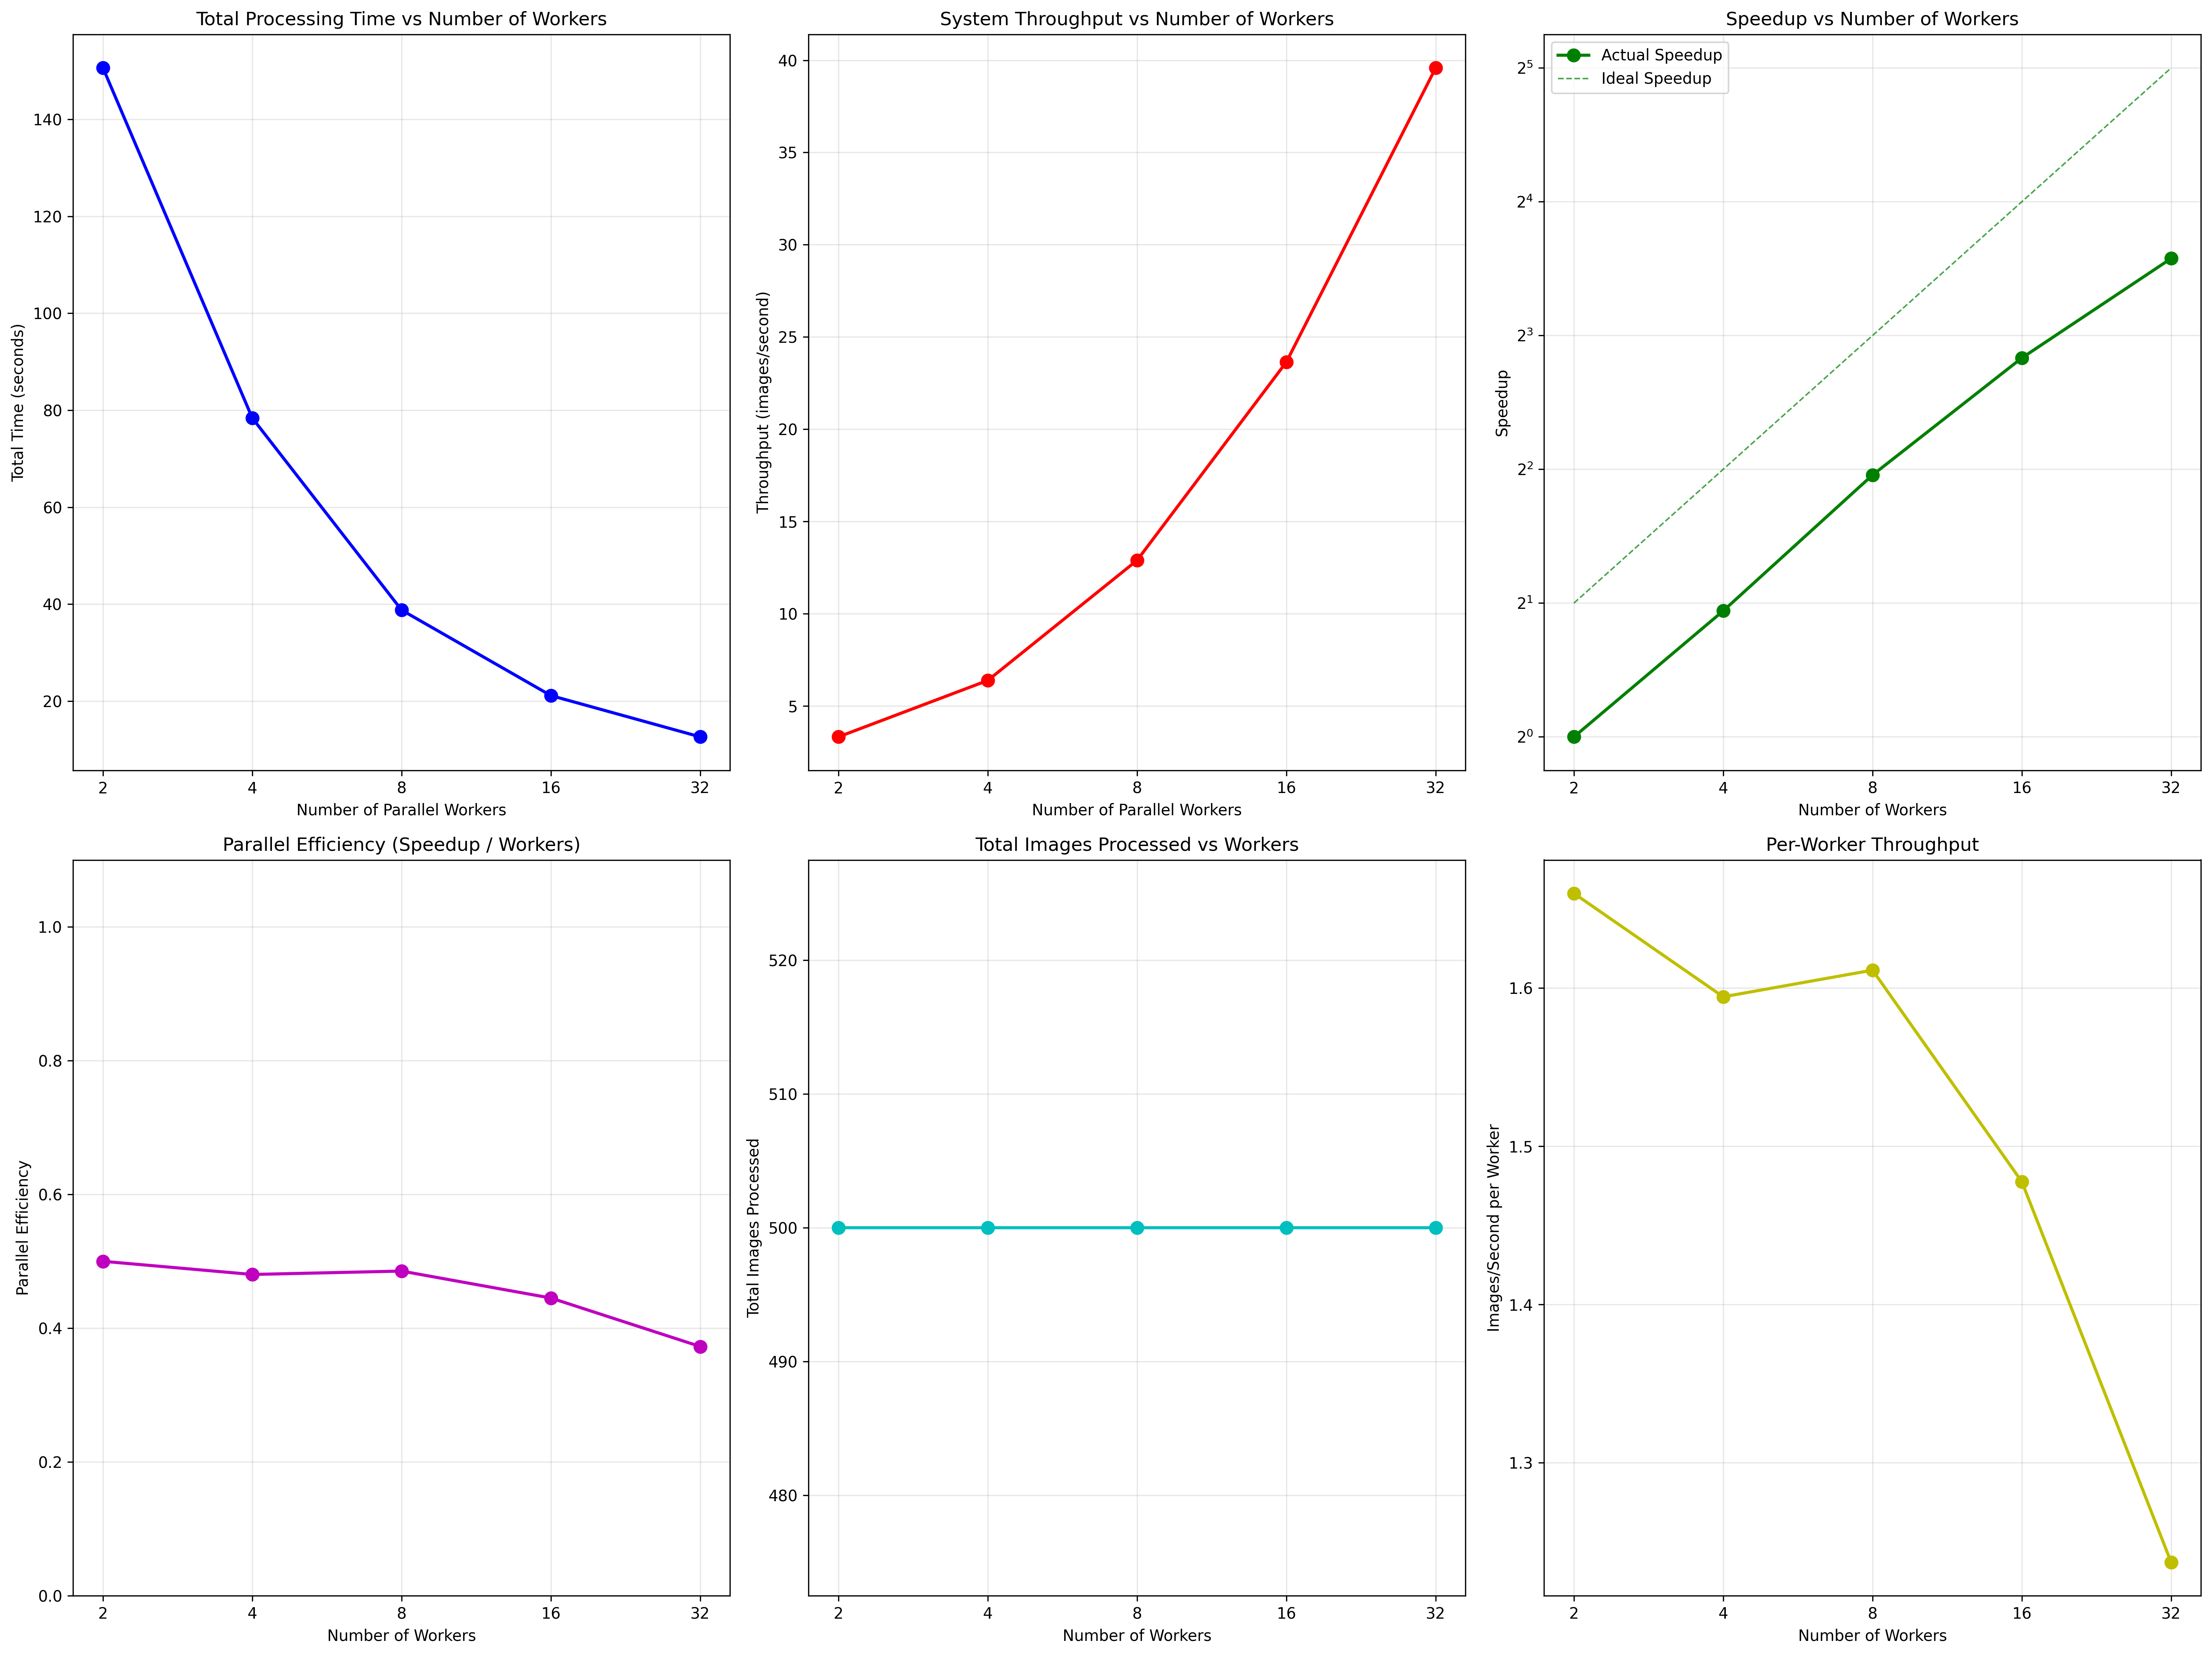 Total Processing Time vs Number of Workers
Total Time (seconds)
140
120
100
80
60
40
20
2 4 8 16 32
Number of Parallel Workers
System Throughput vs Number of Workers
Throughput (images/second)
40
35
30
25
20
15
10
5
2 4 8 16 32
Number of Parallel Workers
Speedup vs Number of Workers
Actual Speedup
Ideal Speedup
Speedup
2⁵
2⁴
2³
2²
2¹
2⁰
2 4 8 16 32
Number of Workers
Parallel Efficiency (Speedup / Workers)
Parallel Efficiency
1.0
0.8
0.6
0.4
0.2
0.0
2 4 8 16 32
Number of Workers
Total Images Processed vs Workers
Total Images Processed
520
510
500
490
480
2 4 8 16 32
Number of Workers
Per-Worker Throughput
Images/Second per Worker
1.6
1.5
1.4
1.3
2 4 8 16 32
Number of Workers